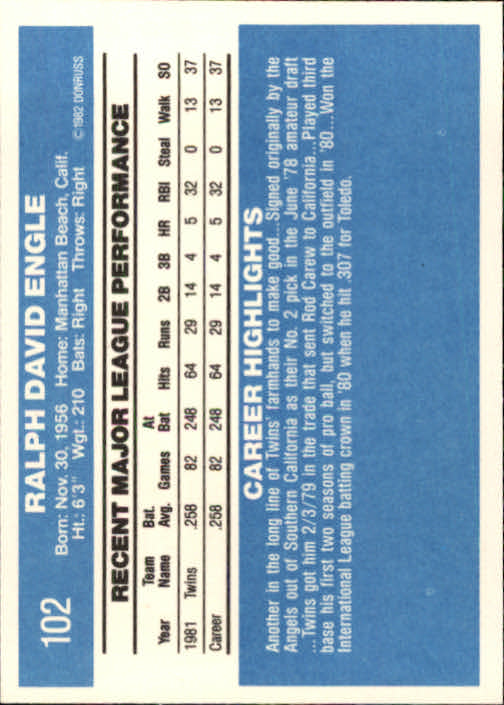 102
RALPH DAVID ENGLE
Born: Nov. 30, 1956 Home: Manhattan Beach, Calif.
Ht.: 6'3" Wgt.: 210 Bats: Right Throws: Right ©1982 DONRUSS
RECENT MAJOR LEAGUE PERFORMANCE
Year Team Name Bat. Avg. Games At Bat Hits Runs 2B 3B HR RBI Steal Walk SO
1981 Twins .258 82 248 64 29 14 4 5 32 0 13 37
Career .258 82 248 64 29 14 4 5 32 0 13 37
CAREER HIGHLIGHTS
Another in the long line of Twins' farmhands to make good...Signed originally by the
Angels out of Southern California as their No. 2 pick in the June '78 amateur draft
...Twins got him 2/3/79 in the trade that sent Rod Carew to California...Played third
base his first two seasons of pro ball, but switched to the outfield in '80...Won the
International League batting crown in '80 when he hit .307 for Toledo.